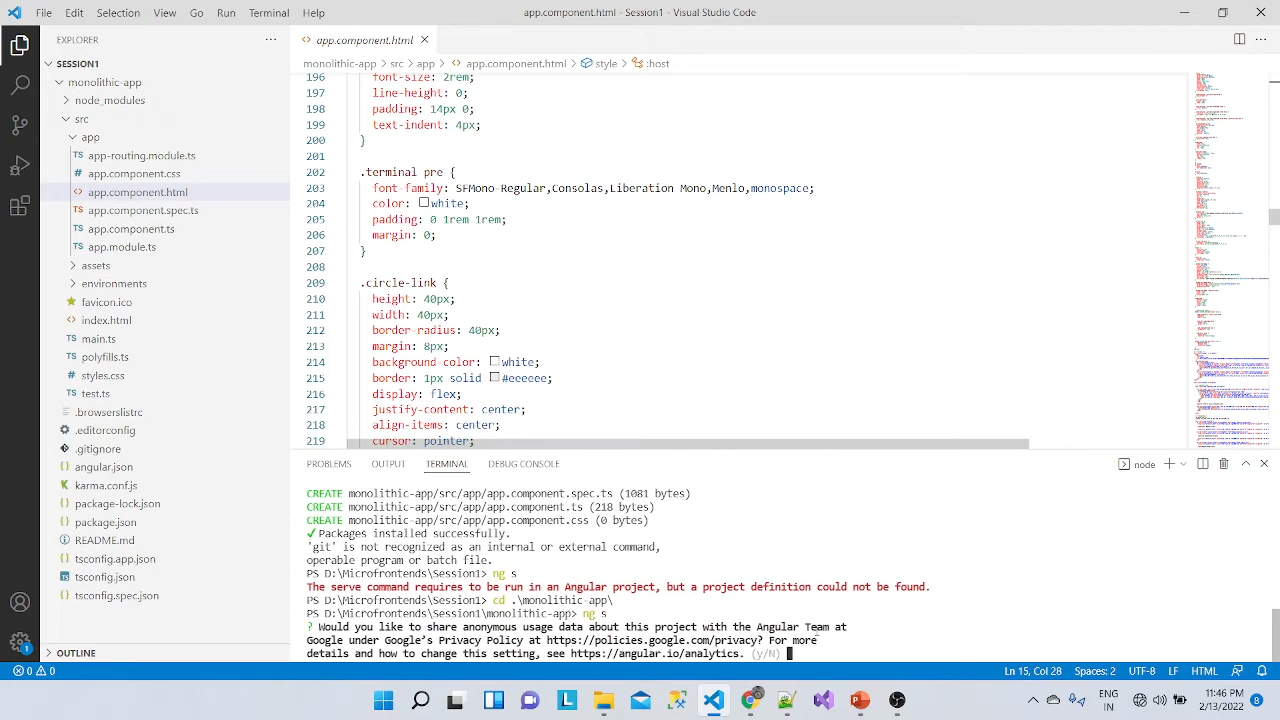 File Edit Selection View Go Run Terminal Help
app.component.html - Session1 - Visual Studio Code
EXPLORER
SESSION1
monolithic-app
node_modules
src
app
app-routing.module.ts
app.component.css
app.component.html
app.component.spec.ts
app.component.ts
app.module.ts
assets
environments
favicon.ico
index.html
main.ts
polyfills.ts
styles.css
test.ts
.browserslistrc
.editorconfig
.gitignore
angular.json
karma.conf.js
package-lock.json
package.json
README.md
tsconfig.app.json
tsconfig.json
tsconfig.spec.json
OUTLINE
app.component.html
monolithic-app > src > app > app.component.html > style > :host
196 font-size: 2rem;
197 line-height: 0;
198 padding: 14px 0;
199 text-indent: 4px;
200 }
201
202 .terminal pre {
203 font-family: SFMono-Regular,Consolas,Liberation Mono,Menlo,monospace;
204 color: white;
205 padding: 0 1rem 1rem;
206 margin:
207 }
208
209 .circle-link {
210 height: 40px;
211 width: 40px;
212 border-radius: 40px;
213 margin: 8px;
214 background-color: white;
215 border: 1px solid #eeeeee;
216 display: flex;
217 justify-content: center;
218 align-items: center;
219 cursor: pointer;
PROBLEMS OUTPUT TERMINAL DEBUG CONSOLE
node
CREATE monolithic-app/src/app/app.component.spec.ts (1081 bytes)
CREATE monolithic-app/src/app/app.component.ts (218 bytes)
CREATE monolithic-app/src/app/app.component.css (0 bytes)
✔ Packages installed successfully.
'git' is not recognized as an internal or external command,
operable program or batch file.
PS D:\Microfrontends\Session1> ng s
The serve command requires to be run in an Angular project, but a project definition could not be found.
PS D:\Microfrontends\Session1> cd .\monolithic-app\
PS D:\Microfrontends\Session1\monolithic-app> ng s
? Would you like to share anonymous usage data about this project with the Angular Team at
Google under Google's Privacy Policy at https://policies.google.com/privacy? For more
details and how to change this setting, see https://angular.io/analytics. (y/N)
0 0
Ln 15, Col 28 Spaces: 2 UTF-8 LF HTML
ENG
IN
11:46 PM
2/13/2022
8